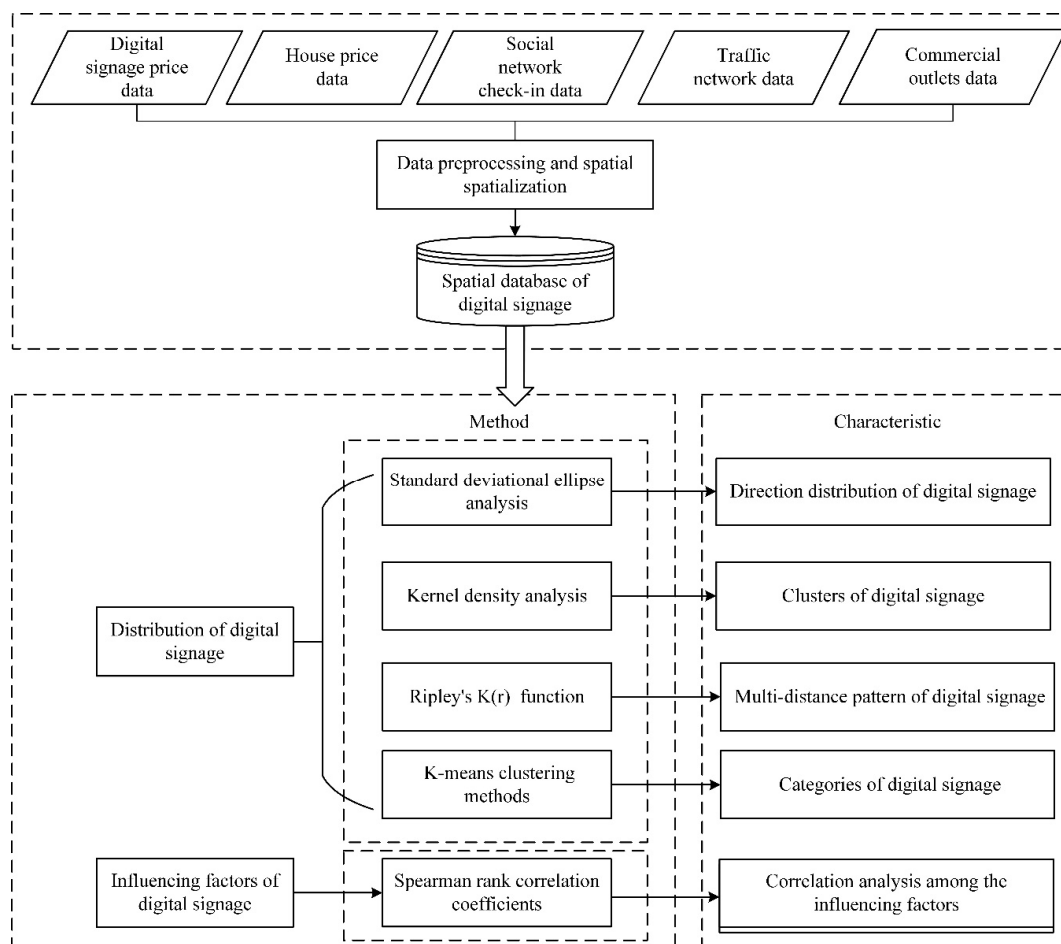 Digital
signage price
data
House price
data
Social
network
check-in data
Traffic
network data
Commercial
outlets data
Data preprocessing and spatial
spatialization
Spatial database of
digital signage
Method
Characteristic
Standard deviational ellipse
analysis
Direction distribution of digital signage
Kernel density analysis
Clusters of digital signage
Distribution of digital
signage
Ripley's K(r) function
Multi-distance pattern of digital signage
K-means clustering
methods
Categories of digital signage
Influencing factors of
digital signage
Spearman rank correlation
coefficients
Correlation analysis among the
influencing factors